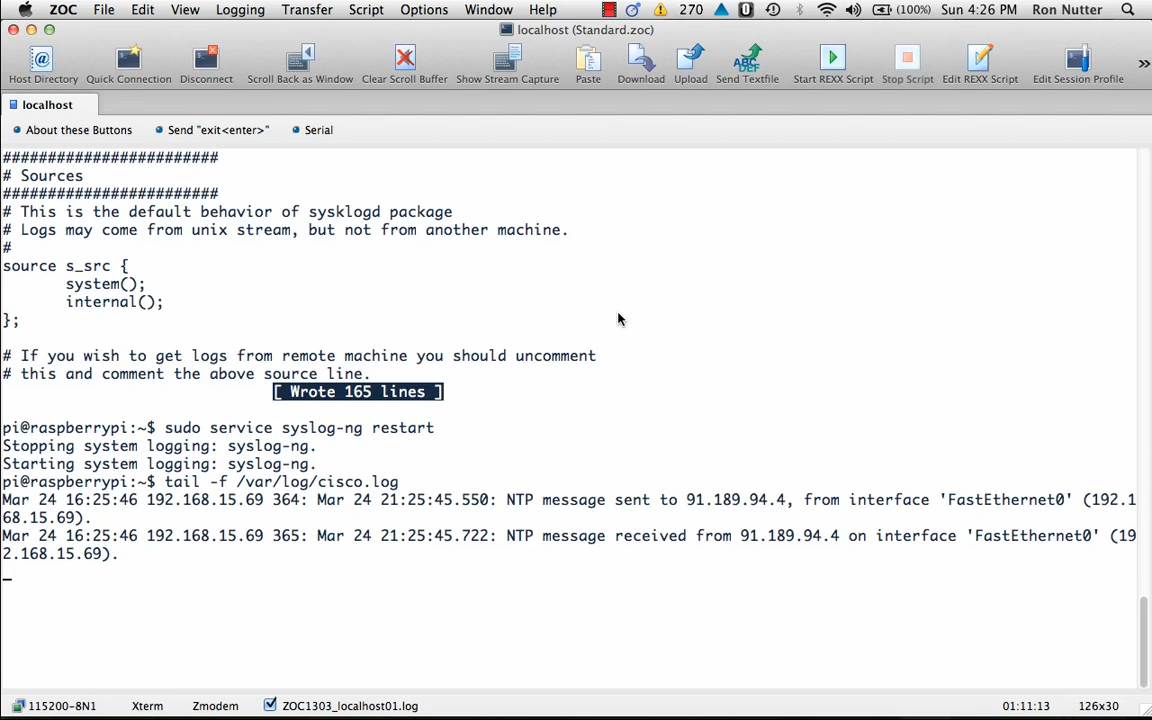 ZOC File Edit View Logging Transfer Script Options Window Help 270 (100%) Sun 4:26 PM Ron Nutter
localhost (Standard.zoc)
Host Directory Quick Connection Disconnect Scroll Back as Window Clear Scroll Buffer Show Stream Capture Paste Download Upload Send Textfile Start REXX Script Stop Script Edit REXX Script Edit Session Profile
localhost
About these Buttons Send "exit<enter>" Serial
########################
# Sources
########################
# This is the default behavior of sysklogd package
# Logs may come from unix stream, but not from another machine.
#
source s_src {
system();
internal();
};
# If you wish to get logs from remote machine you should uncomment
# this and comment the above source line.
[ Wrote 165 lines ]
pi@raspberrypi:~$ sudo service syslog-ng restart
Stopping system logging: syslog-ng.
Starting system logging: syslog-ng.
pi@raspberrypi:~$ tail -f /var/log/cisco.log
Mar 24 16:25:46 192.168.15.69 364: Mar 24 21:25:45.550: NTP message sent to 91.189.94.4, from interface 'FastEthernet0' (192.1
68.15.69).
Mar 24 16:25:46 192.168.15.69 365: Mar 24 21:25:45.722: NTP message received from 91.189.94.4 on interface 'FastEthernet0' (19
2.168.15.69).
115200-8N1 Xterm Zmodem ZOC1303_localhost01.log 01:11:13 126x30